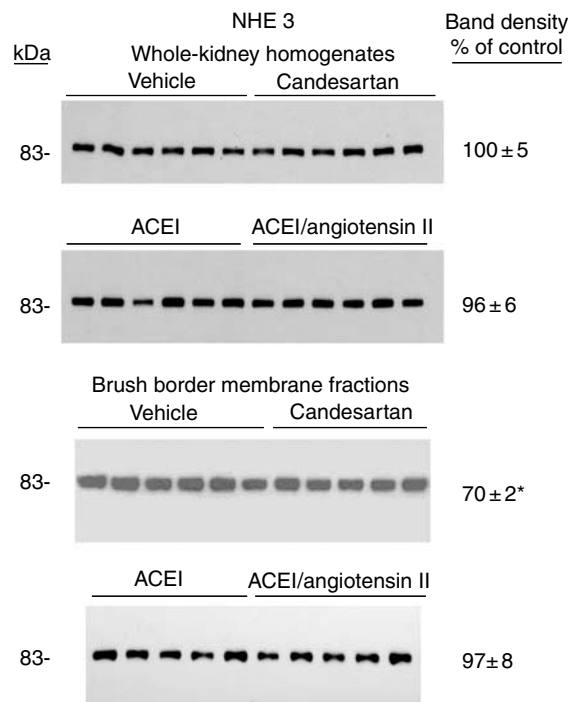 NHE 3
Band density
% of control
kDa
Whole-kidney homogenates
Vehicle
Candesartan
83-
100±5
ACEI
ACEI/angiotensin II
83-
96±6
Brush border membrane fractions
Vehicle
Candesartan
83-
70±2*
ACEI
ACEI/angiotensin II
83-
97±8